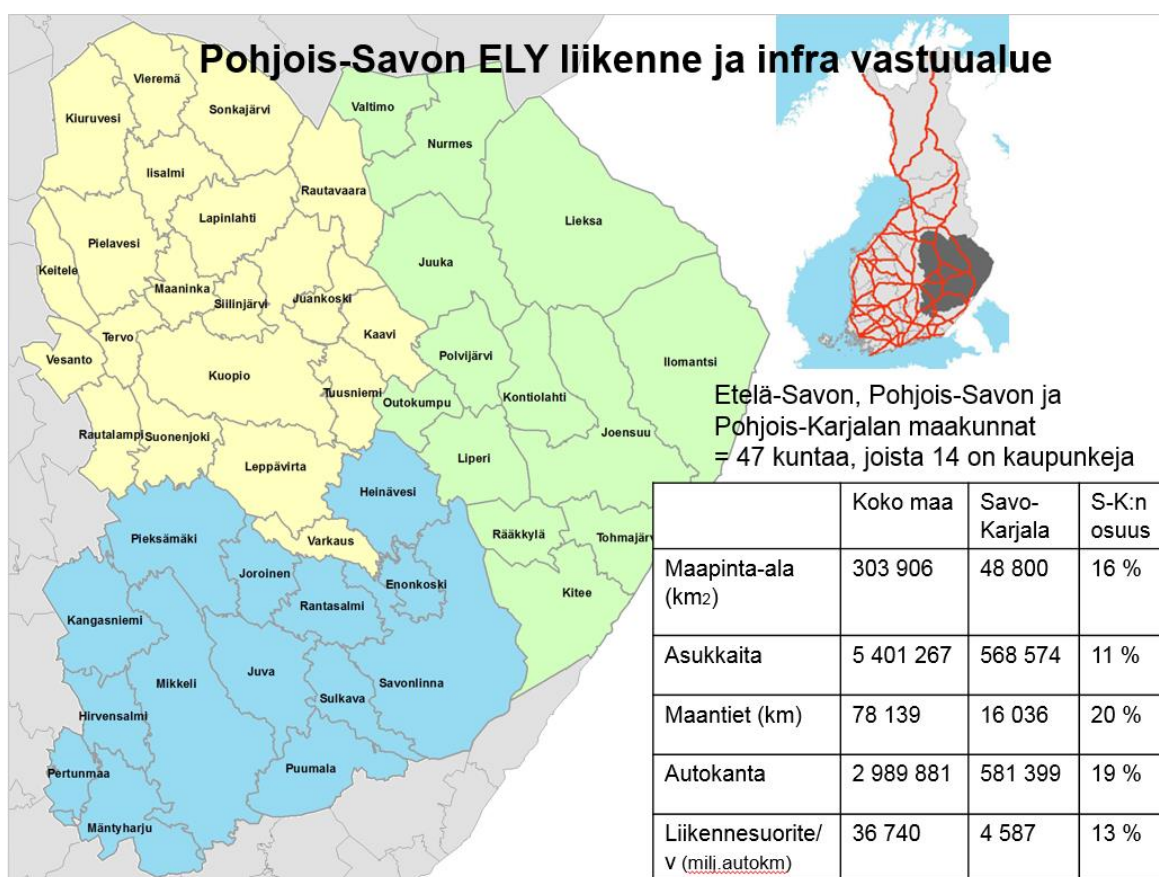 Pohjois-Savon ELY liikenne ja infra vastuualue
Vieremä
Kiuruvesi
Sonkajärvi
Valtimo
Nurmes
Iisalmi
Rautavaara
Lapinlahti
Lieksa
Pielavesi
Keitele
Juuka
Maaninka
Siilinjärvi
Juankoski
Kaavi
Tervo
Vesanto
Kuopio
Polvijärvi
Ilomantsi
Tuusniemi
Outokumpu
Kontiolahti
Joensuu
Rautalampi
Suonenjoki
Leppävirta
Liperi
Heinävesi
Pieksämäki
Varkaus
Rääkkylä
Tohmajärvi
Joroinen
Enonkoski
Rantasalmi
Kitee
Kangasniemi
Mikkeli
Juva
Savonlinna
Sulkava
Hirvensalmi
Pertunmaa
Puumala
Mäntyharju
Etelä-Savon, Pohjois-Savon ja
Pohjois-Karjalan maakunnat
= 47 kuntaa, joista 14 on kaupunkeja
Koko maa Savo-Karjala S-K:n osuus
Maapinta-ala (km2) 303 906 48 800 16 %
Asukkaita 5 401 267 568 574 11 %
Maantiet (km) 78 139 16 036 20 %
Autokanta 2 989 881 581 399 19 %
Liikennesuorite/ v (milj.autokm) 36 740 4 587 13 %